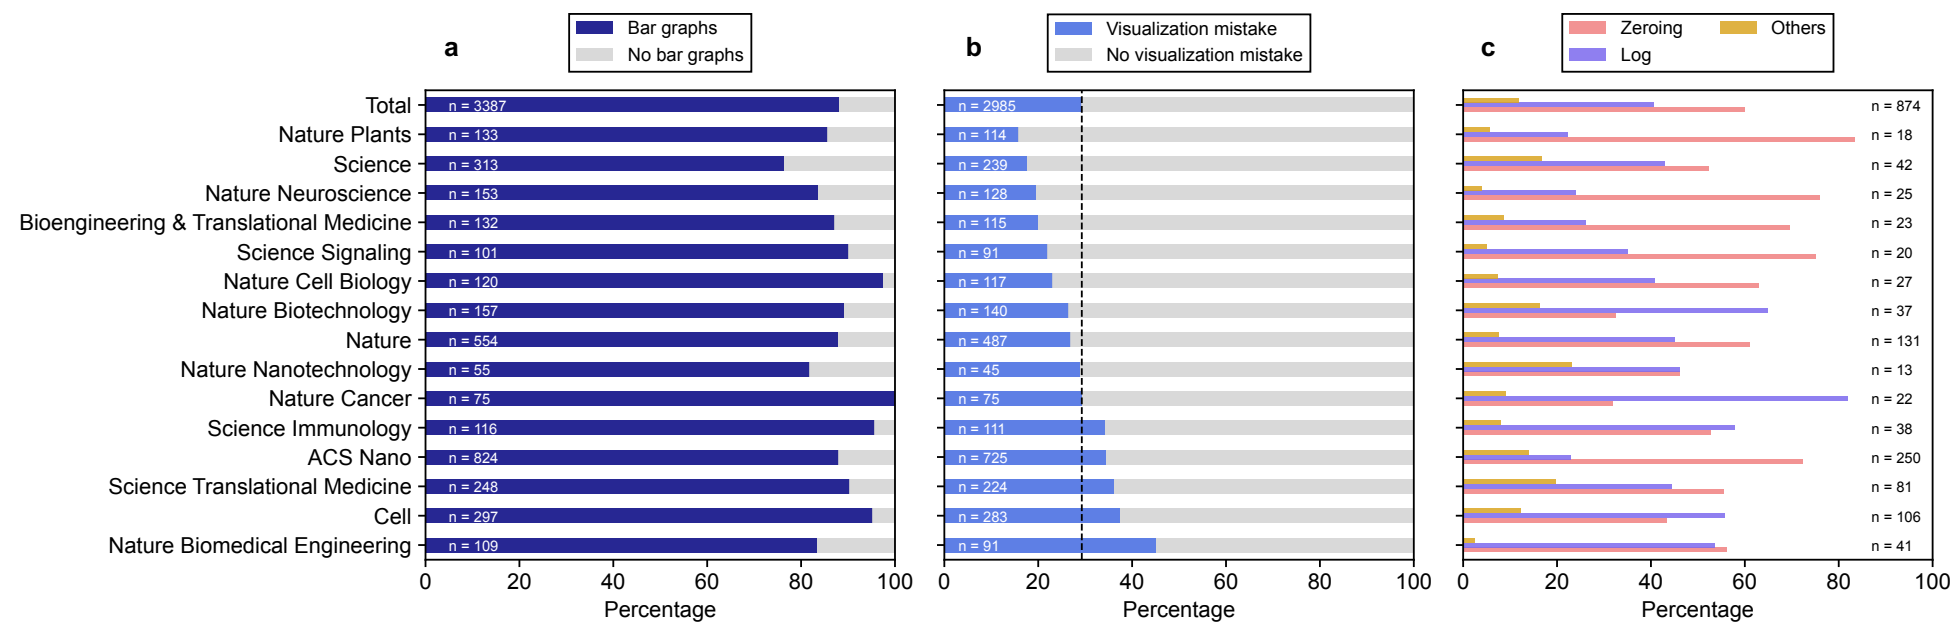 a
Bar graphs
No bar graphs
b
Visualization mistake
No visualization mistake
c
Zeroing
Others
Log
Total
n = 3387
n = 2985
n = 874
Nature Plants
n = 133
n = 114
n = 18
Science
n = 313
n = 239
n = 42
Nature Neuroscience
n = 153
n = 128
n = 25
Bioengineering & Translational Medicine
n = 132
n = 115
n = 23
Science Signaling
n = 101
n = 91
n = 20
Nature Cell Biology
n = 120
n = 117
n = 27
Nature Biotechnology
n = 157
n = 140
n = 37
Nature
n = 554
n = 487
n = 131
Nature Nanotechnology
n = 55
n = 45
n = 13
Nature Cancer
n = 75
n = 75
n = 22
Science Immunology
n = 116
n = 111
n = 38
ACS Nano
n = 824
n = 725
n = 250
Science Translational Medicine
n = 248
n = 224
n = 81
Cell
n = 297
n = 283
n = 106
Nature Biomedical Engineering
n = 109
n = 91
n = 41
0 20 40 60 80 100
0 20 40 60 80 100
0 20 40 60 80 100
Percentage
Percentage
Percentage